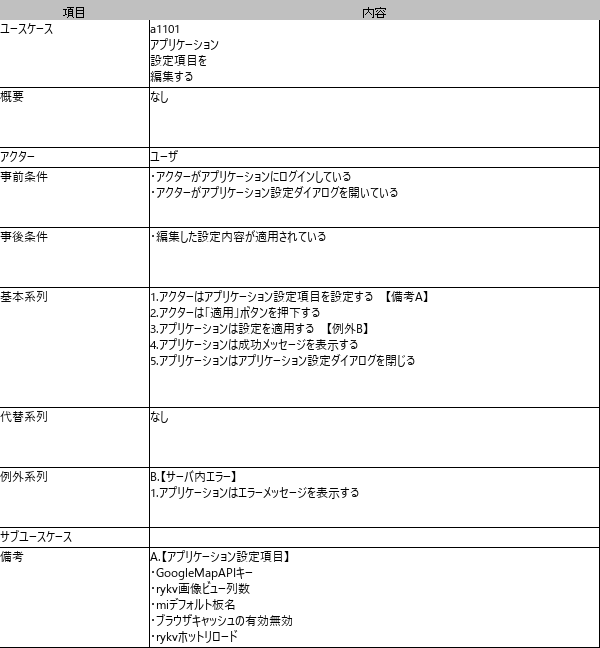 項目 内容
ユースケース a1101
アプリケーション
設定項目を
編集する
概要 なし
アクター ユーザ
事前条件 ・アクターがアプリケーションにログインしている
・アクターがアプリケーション設定ダイアログを開いている
事後条件 ・編集した設定内容が適用されている
基本系列 1.アクターはアプリケーション設定項目を設定する 【備考A】
2.アクターは「適用」ボタンを押下する
3.アプリケーションは設定を適用する 【例外B】
4.アプリケーションは成功メッセージを表示する
5.アプリケーションはアプリケーション設定ダイアログを閉じる
代替系列 なし
例外系列 B.【サーバ内エラー】
1.アプリケーションはエラーメッセージを表示する
サブユースケース
備考 A.【アプリケーション設定項目】
・GoogleMapAPIキー
・rykv画像ビュー列数
・miデフォルト板名
・ブラウザキャッシュの有効無効
・rykvホットリロード